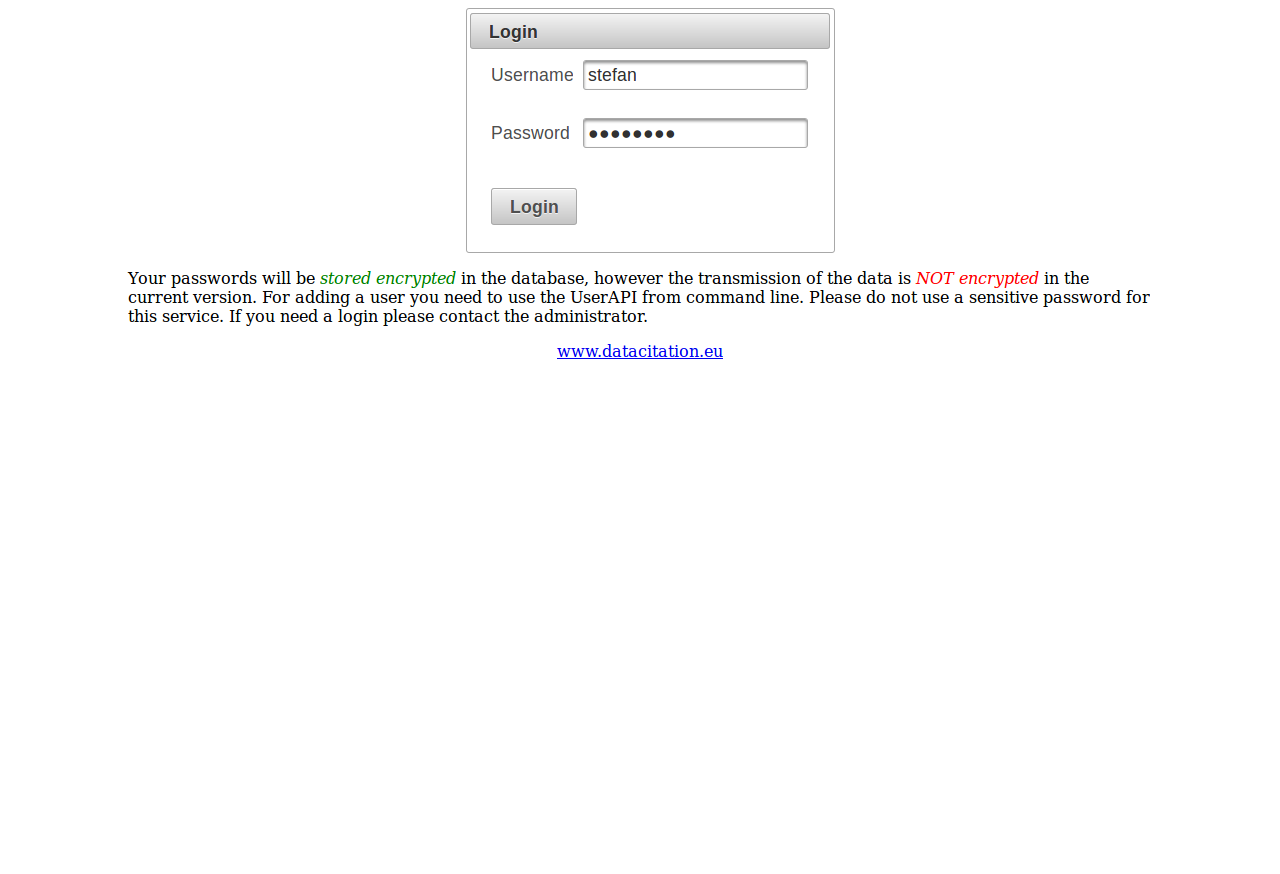 Login
Username stefan
Password ●●●●●●●●
Login
Your passwords will be stored encrypted in the database, however the transmission of the data is NOT encrypted in the
current version. For adding a user you need to use the UserAPI from command line. Please do not use a sensitive password for
this service. If you need a login please contact the administrator.
www.datacitation.eu